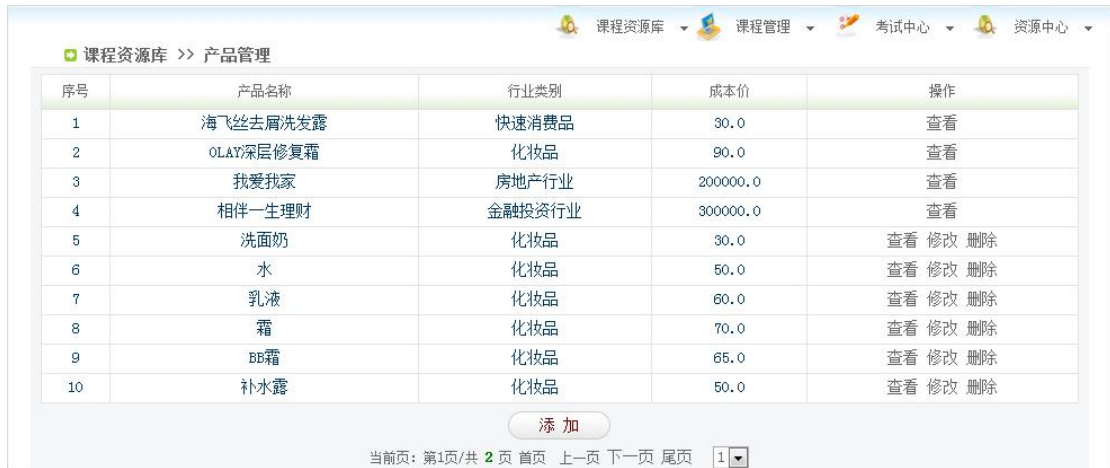 课程资源库 课程管理 考试中心 资源中心
课程资源库 >> 产品管理
序号 产品名称 行业类别 成本价 操作
1 海飞丝去屑洗发露 快速消费品 30.0 查看
2 OLAY深层修复霜 化妆品 90.0 查看
3 我爱我家 房地产行业 200000.0 查看
4 相伴一生理财 金融投资行业 300000.0 查看
5 洗面奶 化妆品 30.0 查看 修改 删除
6 水 化妆品 50.0 查看 修改 删除
7 乳液 化妆品 60.0 查看 修改 删除
8 霜 化妆品 70.0 查看 修改 删除
9 BB霜 化妆品 65.0 查看 修改 删除
10 补水露 化妆品 50.0 查看 修改 删除
添 加
当前页: 第1页/共 2 页 首页 上一页 下一页 尾页 1